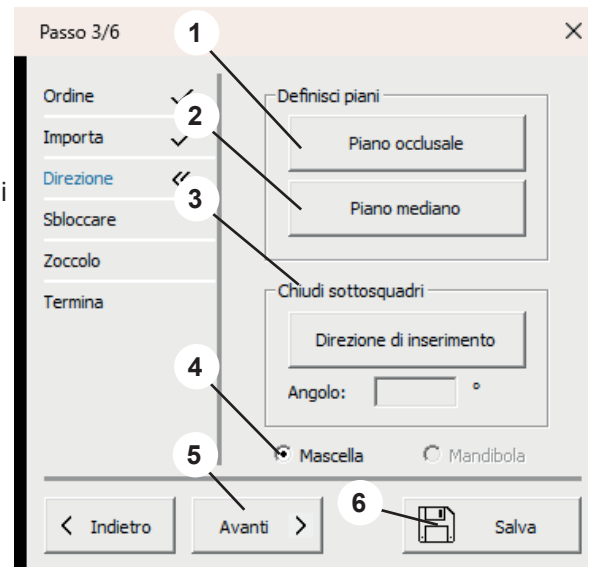 Passo 3/6
1
Ordine
Definisci piani
2
Importa
Piano occlusale
i
Direzione
3
Piano mediano
Sbloccare
Zoccolo
Termina
Chiudi sottosquadri
Direzione di inserimento
4
Angolo: °
5
Mascella Mandibola
6
< Indietro
Avanti >
Salva